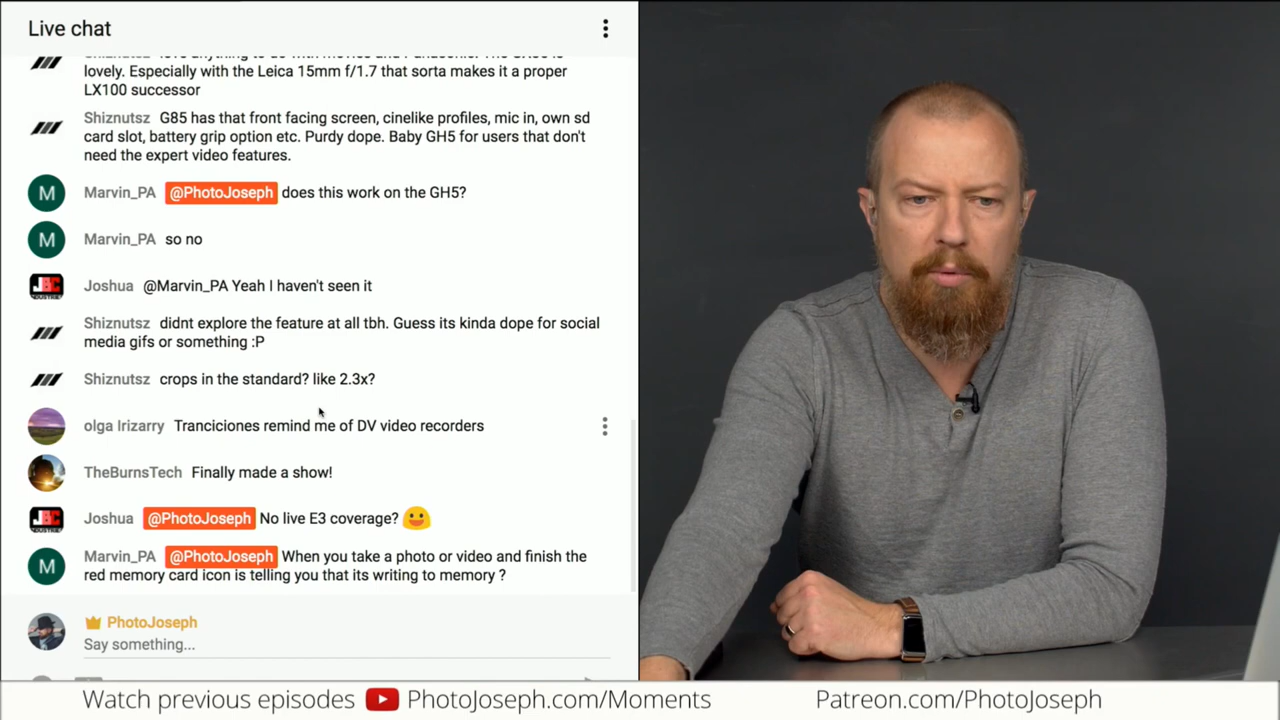 Live chat
lovely. Especially with the Leica 15mm f/1.7 that sorta makes it a proper
LX100 successor
Shiznutsz G85 has that front facing screen, cinelike profiles, mic in, own sd
card slot, battery grip option etc. Purdy dope. Baby GH5 for users that don't
need the expert video features.
M Marvin_PA @PhotoJoseph does this work on the GH5?
M Marvin_PA so no
Joshua @Marvin_PA Yeah I haven't seen it
Shiznutsz didnt explore the feature at all tbh. Guess its kinda dope for social
media gifs or something :P
Shiznutsz crops in the standard? like 2.3x?
olga Irizarry Tranciciones remind me of DV video recorders
TheBurnsTech Finally made a show!
Joshua @PhotoJoseph No live E3 coverage?
M Marvin_PA @PhotoJoseph When you take a photo or video and finish the
red memory card icon is telling you that its writing to memory ?
PhotoJoseph
Say something...
Watch previous episodes PhotoJoseph.com/Moments Patreon.com/PhotoJoseph